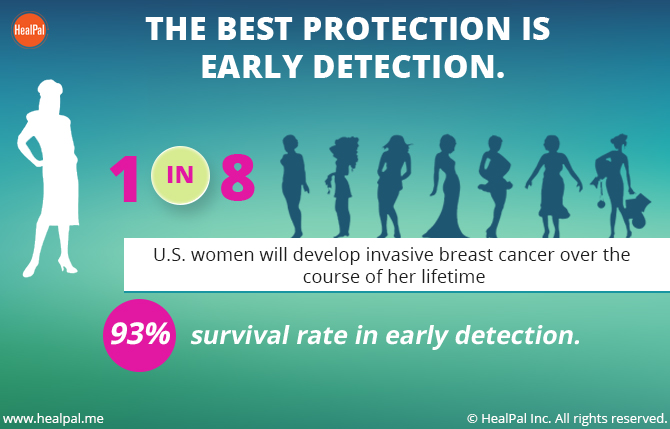 HealPal
THE BEST PROTECTION IS
EARLY DETECTION.
1 IN 8
U.S. women will develop invasive breast cancer over the
course of her lifetime
93% survival rate in early detection.
www.healpal.me
© HealPal Inc. All rights reserved.